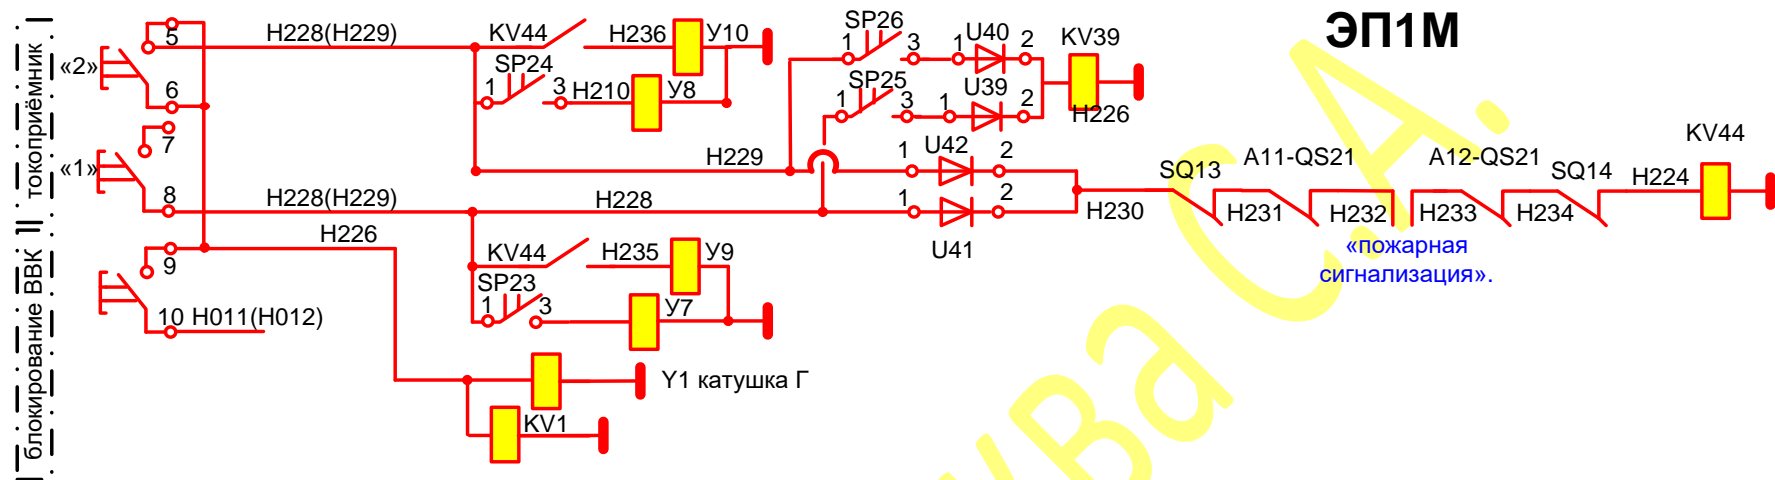 ЭП1М
блокирование ВВК || токоприёмник
«2»
5
6
«1»
7
8
9
10 Н011(Н012)
Н228(Н229)
KV44
Н236
У10
SP24
1
3
Н210
У8
SP26
1
3
1
U40
2
KV39
SP25
1
3
1
U39
2
Н226
Н229
1
U42
2
Н228(Н229)
Н228
1
2
U41
Н230
SQ13
Н231
A11-QS21
Н232
«пожарная
сигнализация».
Н233
A12-QS21
Н234
SQ14
Н224
KV44
Н226
KV44
Н235
У9
SP23
1
3
У7
Y1 катушка Г
KV1
ва С.А.